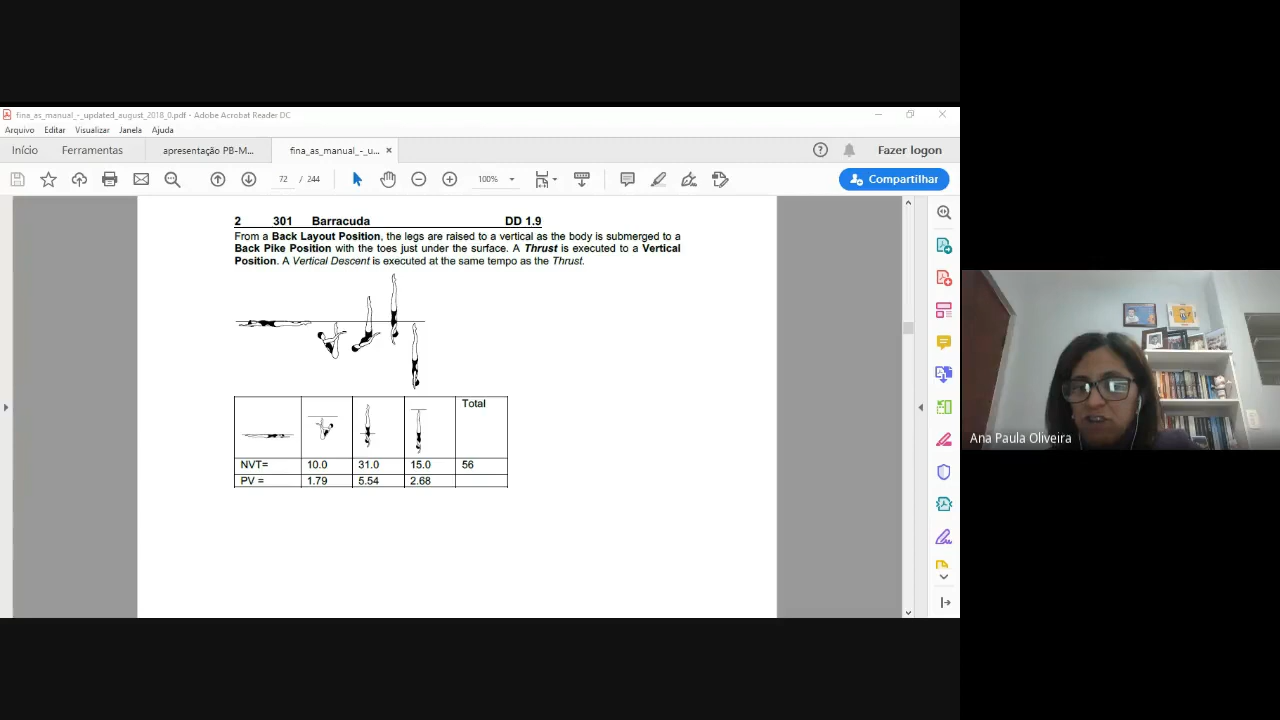 fina_as_manual_-_updated_august_2018_0.pdf - Adobe Acrobat Reader DC
Arquivo Editar Visualizar Janela Ajuda
Início Ferramentas apresentação PB-M... fina_as_manual_-_u... Fazer logon
72 / 244 100% Compartilhar
2 301 Barracuda DD 1.9
From a Back Layout Position, the legs are raised to a vertical as the body is submerged to a
Back Pike Position with the toes just under the surface. A Thrust is executed to a Vertical
Position. A Vertical Descent is executed at the same tempo as the Thrust.
Total
NVT= 10.0 31.0 15.0 56
PV = 1.79 5.54 2.68
Ana Paula Oliveira